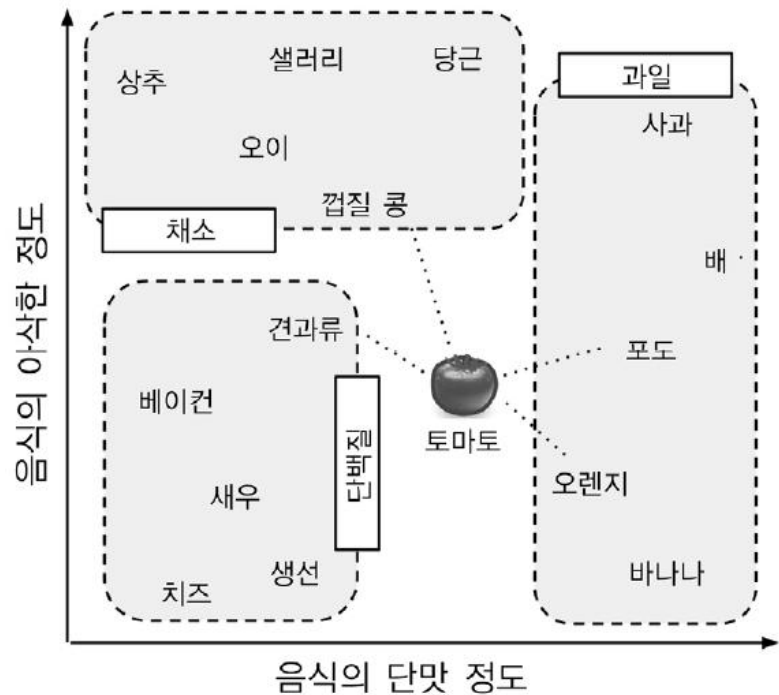 샐러리
당근
상추
과일
사과
오이
껍질 콩
채소
배
견과류
포도
베이컨
토마토
단백질
오렌지
새우
생선
바나나
치즈
음식의 아삭한 정도
음식의 단맛 정도